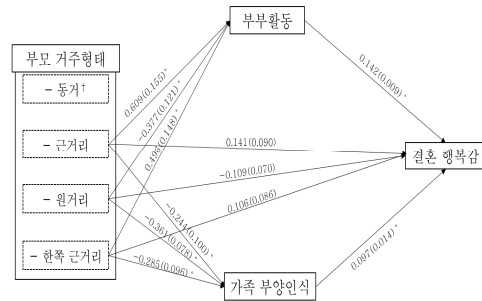 부부활동
부모 거주형태
- 동거†
- 근거리
- 원거리
- 한쪽 근거리
0.609(0.155)*
-0.377(0.121)*
0.496(0.148)*
0.142(0.009)*
0.141(0.090)
결혼 행복감
-0.109(0.070)
0.106(0.086)
-0.244(0.100)*
-0.361(0.078)*
-0.285(0.096)*
0.097(0.014)*
가족 부양인식